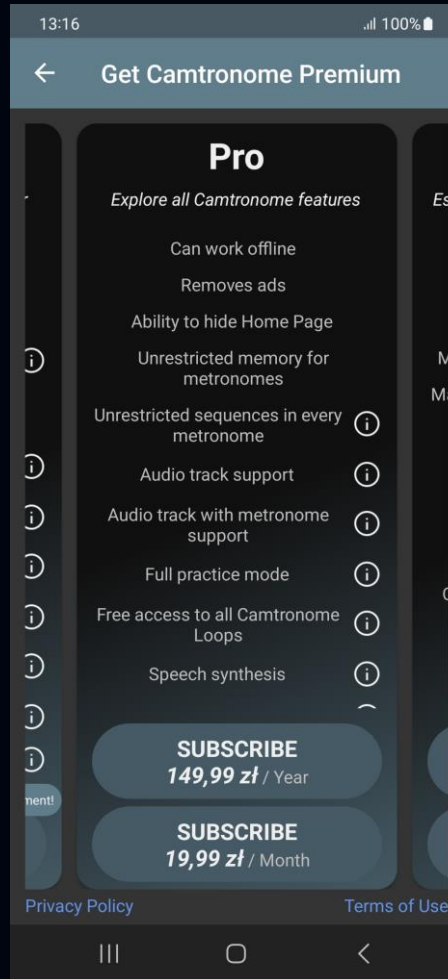 13:16
100%
Get Camtronome Premium
Pro
Explore all Camtronome features
Can work offline
Removes ads
Ability to hide Home Page
Unrestricted memory for
metronomes
Unrestricted sequences in every
metronome
Audio track support
Audio track with metronome
support
Full practice mode
Free access to all Camtronome
Loops
Speech synthesis
SUBSCRIBE
149,99 zł / Year
SUBSCRIBE
19,99 zł / Month
Privacy Policy
Terms of Use